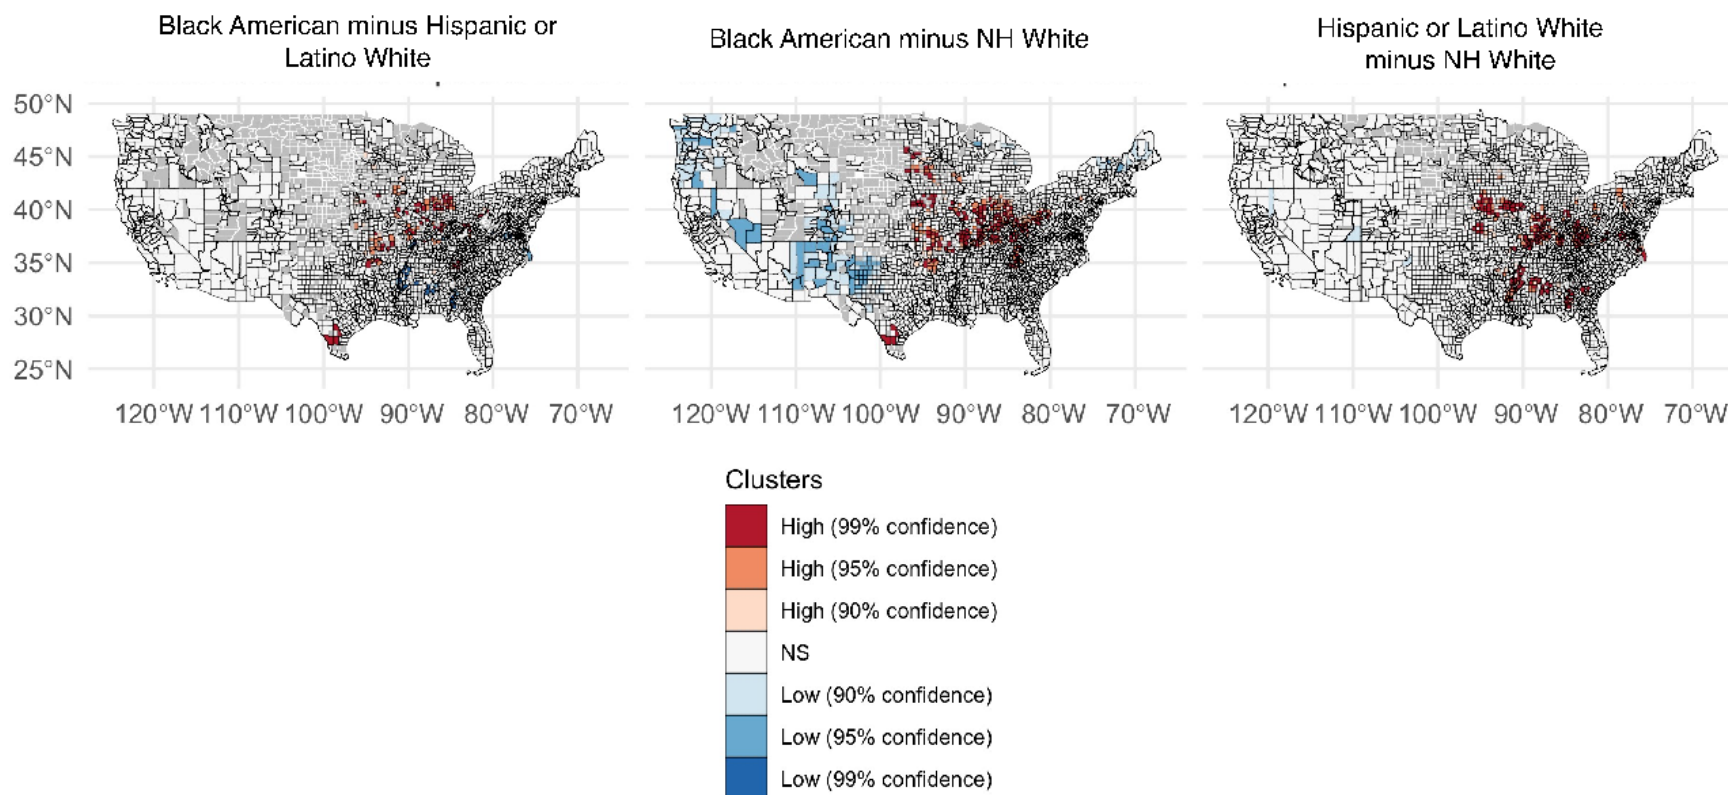 Black American minus Hispanic or
Latino White
Black American minus NH White
Hispanic or Latino White
minus NH White
50°N
45°N
40°N
35°N
30°N
25°N
120°W 110°W 100°W 90°W 80°W 70°W
120°W 110°W 100°W 90°W 80°W 70°W
120°W 110°W 100°W 90°W 80°W 70°W
Clusters
High (99% confidence)
High (95% confidence)
High (90% confidence)
NS
Low (90% confidence)
Low (95% confidence)
Low (99% confidence)